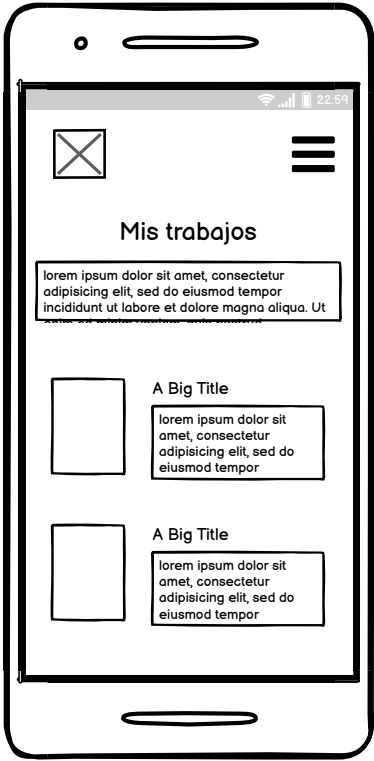 22:59
Mis trabajos
lorem ipsum dolor sit amet, consectetur
adipisicing elit, sed do eiusmod tempor
incididunt ut labore et dolore magna aliqua. Ut
A Big Title
lorem ipsum dolor sit
amet, consectetur
adipisicing elit, sed do
eiusmod tempor
A Big Title
lorem ipsum dolor sit
amet, consectetur
adipisicing elit, sed do
eiusmod tempor